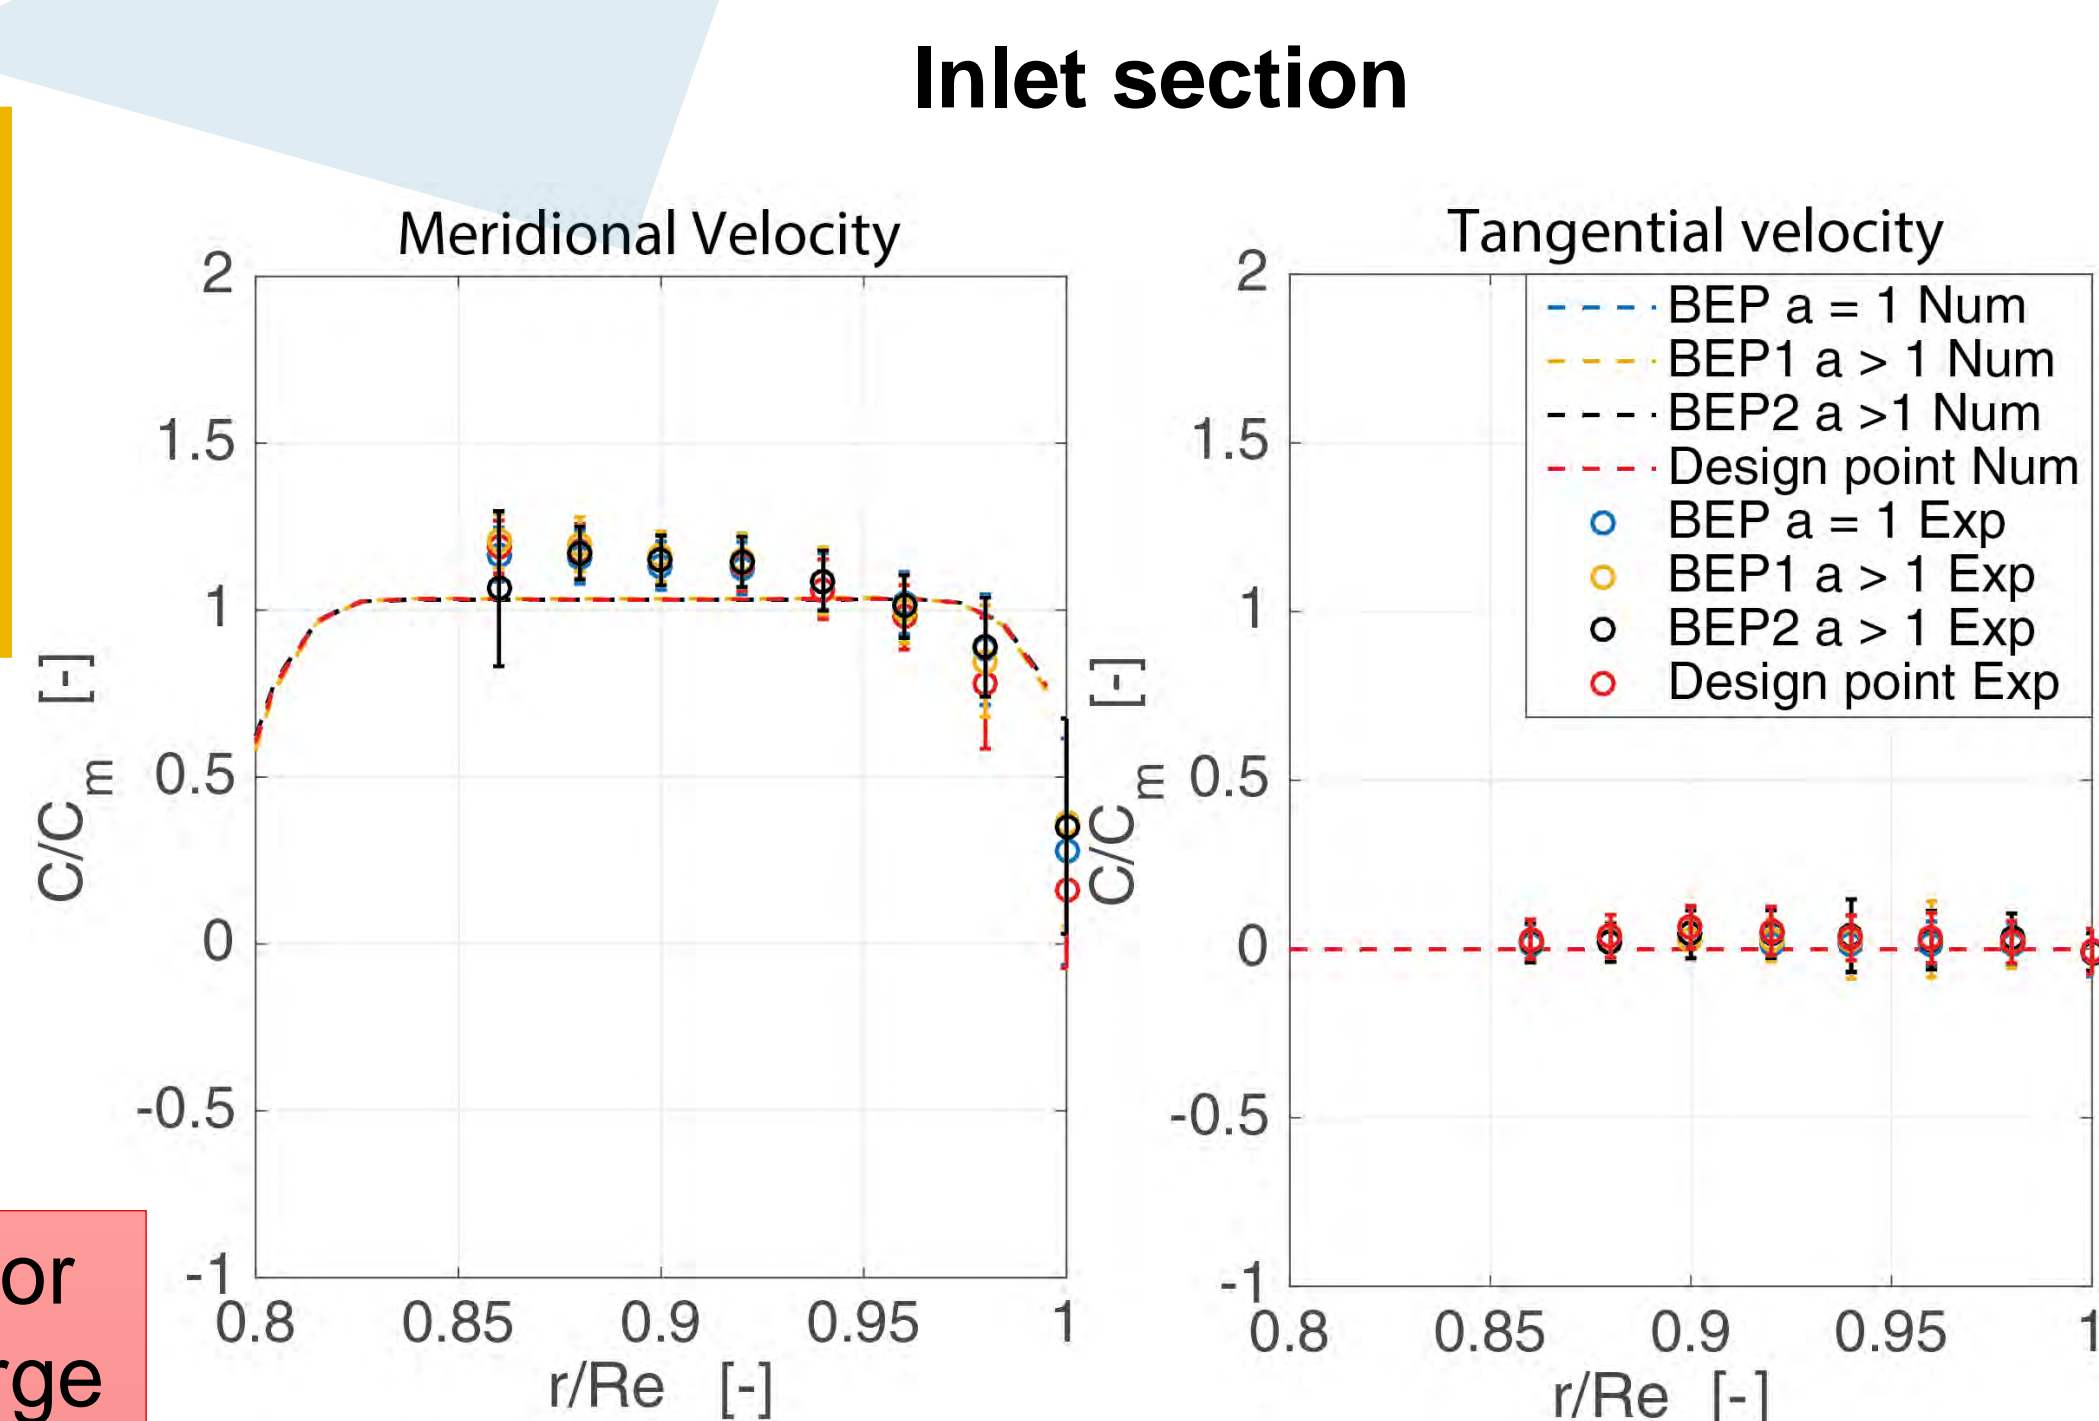 Inlet section
Meridional Velocity
2
1.5
1
0.5
0
-0.5
-1
C/Cm [-]
0.8 0.85 0.9 0.95 1
r/Re [-]
Tangential velocity
2
1.5
1
0.5
0
-0.5
-1
C/Cm [-]
BEP a = 1 Num
BEP1 a > 1 Num
BEP2 a >1 Num
Design point Num
BEP a = 1 Exp
BEP1 a > 1 Exp
BEP2 a > 1 Exp
Design point Exp
0.8 0.85 0.9 0.95 1
r/Re [-]
or
rge